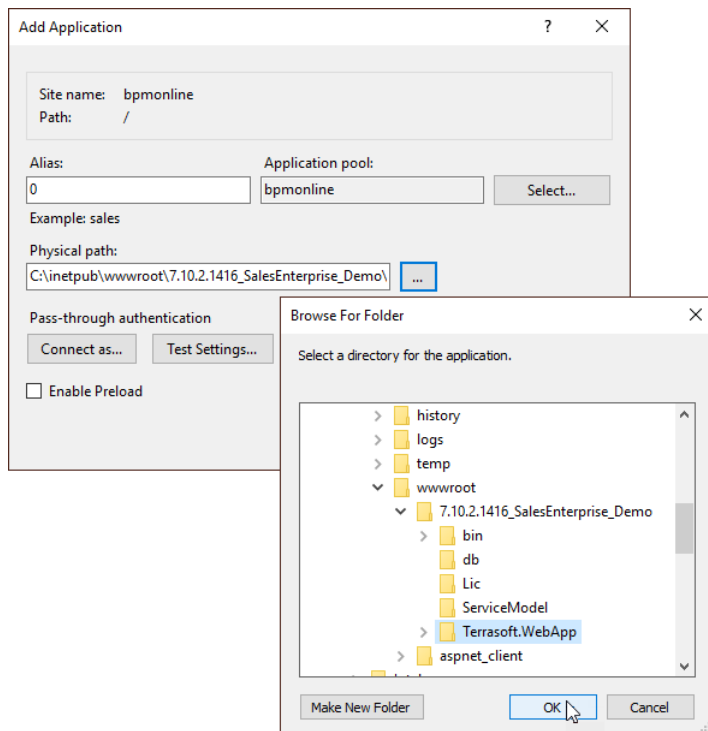 Add Application
?
Site name: bpmonline
Path: /
Alias:
Application pool:
0
bpmonline
Select...
Example: sales
Physical path:
C:\inetpub\wwwroot\7.10.2.1416_SalesEnterprise_Demo\
...
Pass-through authentication
Connect as...
Test Settings...
Enable Preload
Browse For Folder
Select a directory for the application.
history
logs
temp
wwwroot
7.10.2.1416_SalesEnterprise_Demo
bin
db
Lic
ServiceModel
Terrasoft.WebApp
aspnet_client
Make New Folder
OK
Cancel